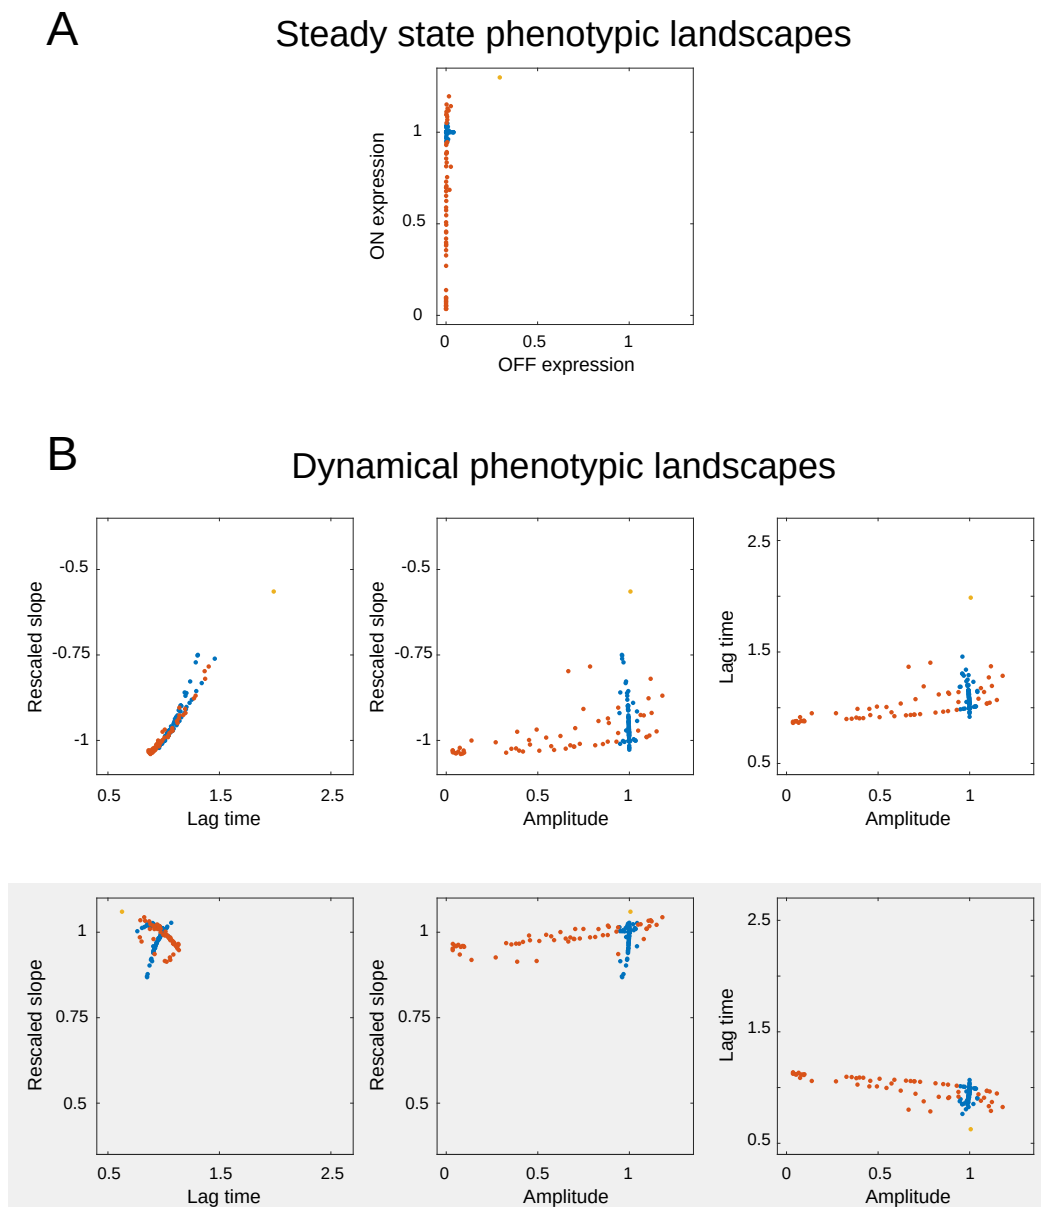 A
Steady state phenotypic landscapes
ON expression
1
0.5
0
0 0.5 1
OFF expression
B
Dynamical phenotypic landscapes
Rescaled slope
-0.5
-0.75
-1
0.5 1.5 2.5
Lag time
Rescaled slope
-0.5
-0.75
-1
0 0.5 1
Amplitude
Lag time
2.5
1.5
0.5
0 0.5 1
Amplitude
Rescaled slope
1
0.75
0.5
0.5 1.5 2.5
Lag time
Rescaled slope
1
0.75
0.5
0 0.5 1
Amplitude
Lag time
2.5
1.5
0.5
0 0.5 1
Amplitude